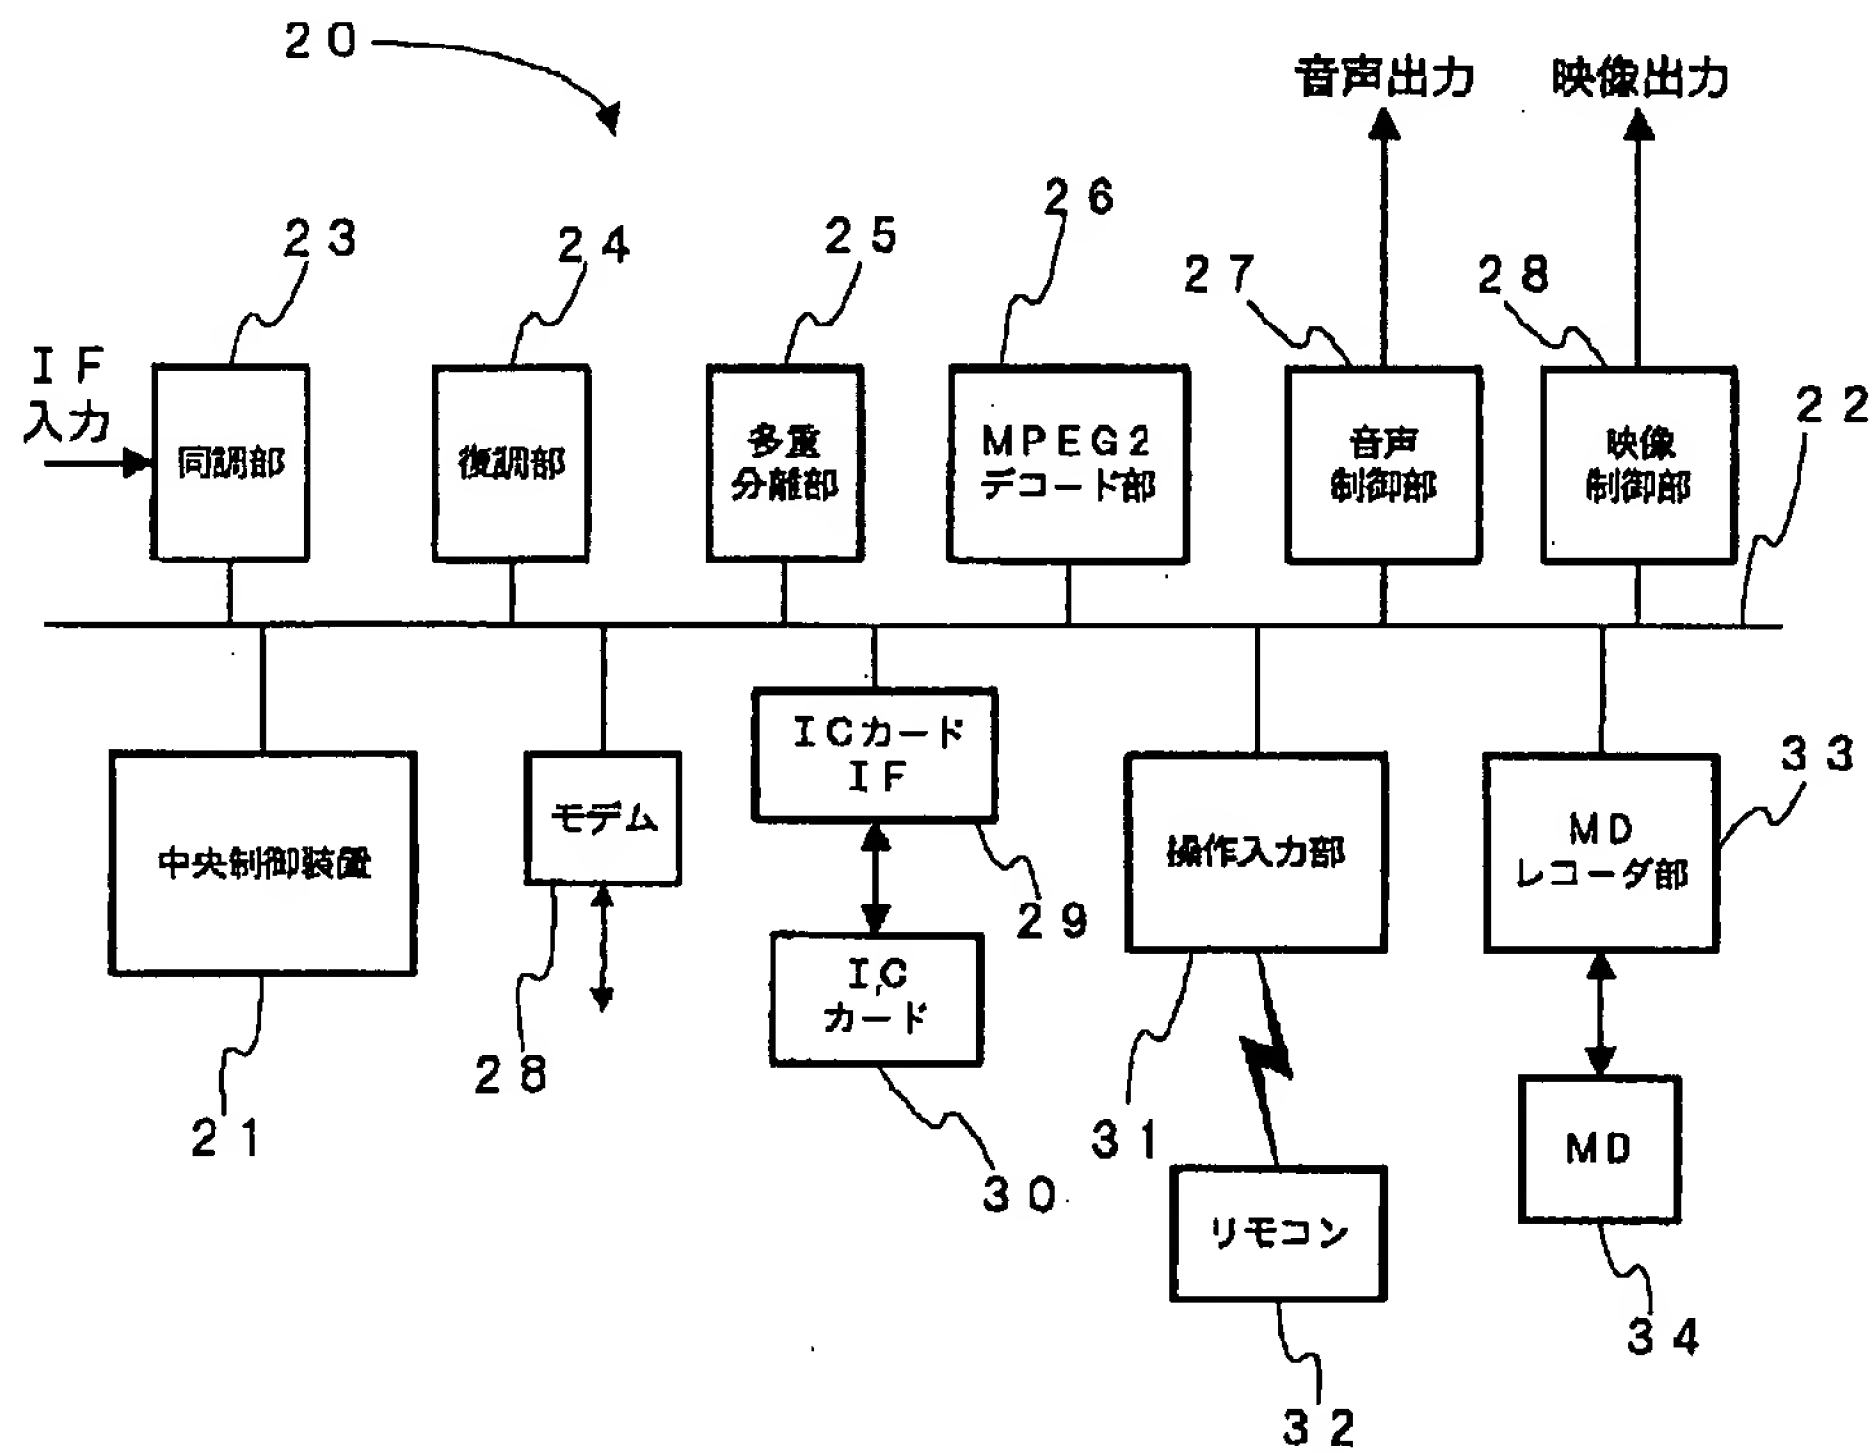 20
音声出力
映像出力
23
24
25
26
27
28
IF
入力
22
同調部
復調部
多重
分離部
MPEG2
デコード部
音声
制御部
映像
制御部
ICカード
IF
33
中央制御装置
モデム
操作入力部
MD
レコーダ部
29
IC
カード
28
21
31
30
MD
リモコン
34
32